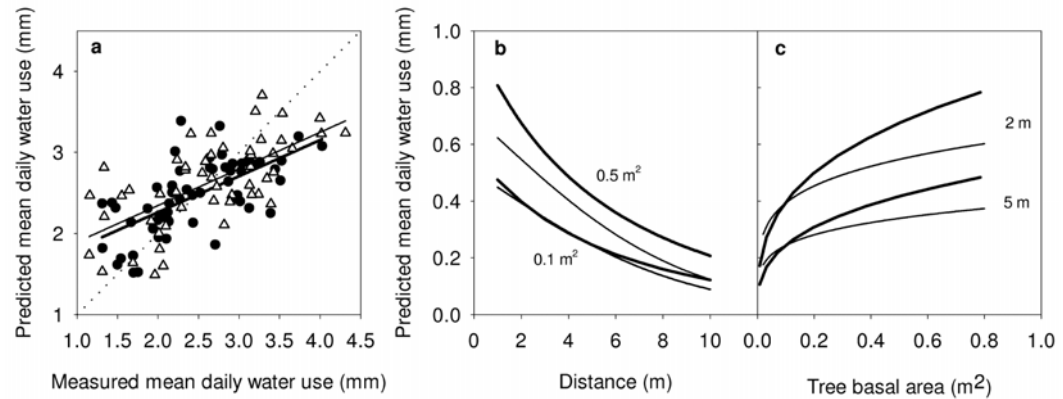 Predicted mean daily water use (mm)
a
4
3
2
1
1.0 1.5 2.0 2.5 3.0 3.5 4.0 4.5
Measured mean daily water use (mm)
Predicted mean daily water use (mm)
1.0
0.8
0.6
0.4
0.2
0.0
b
0.5 m²
0.1 m²
0 2 4 6 8 10
Distance (m)
c
2 m
5 m
0.0 0.2 0.4 0.6 0.8 1.0
Tree basal area (m²)